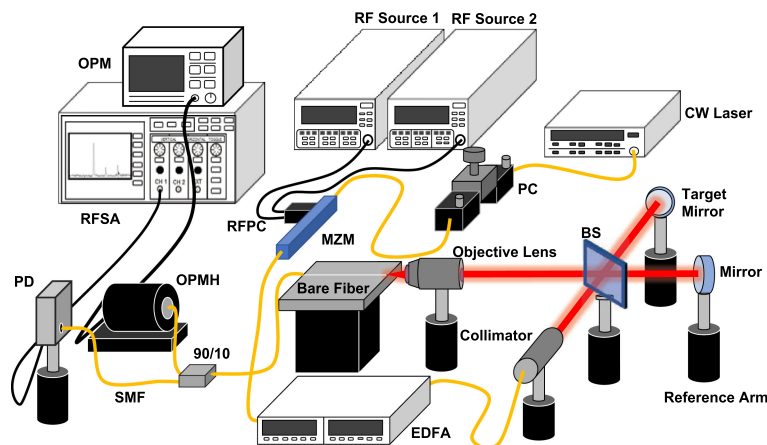 RF Source 1
RF Source 2
OPM
CW Laser
RFSA
RFPC
PC
MZM
Target
Mirror
BS
PD
OPMH
Bare Fiber
Objective Lens
Mirror
Collimator
90/10
SMF
Reference Arm
EDFA